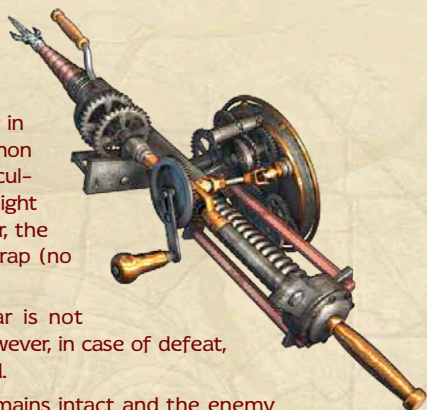 r in
non
cul-
ight
r, the
rap (no
ar is not
wever, in case of defeat,
d.
mains intact and the enemy